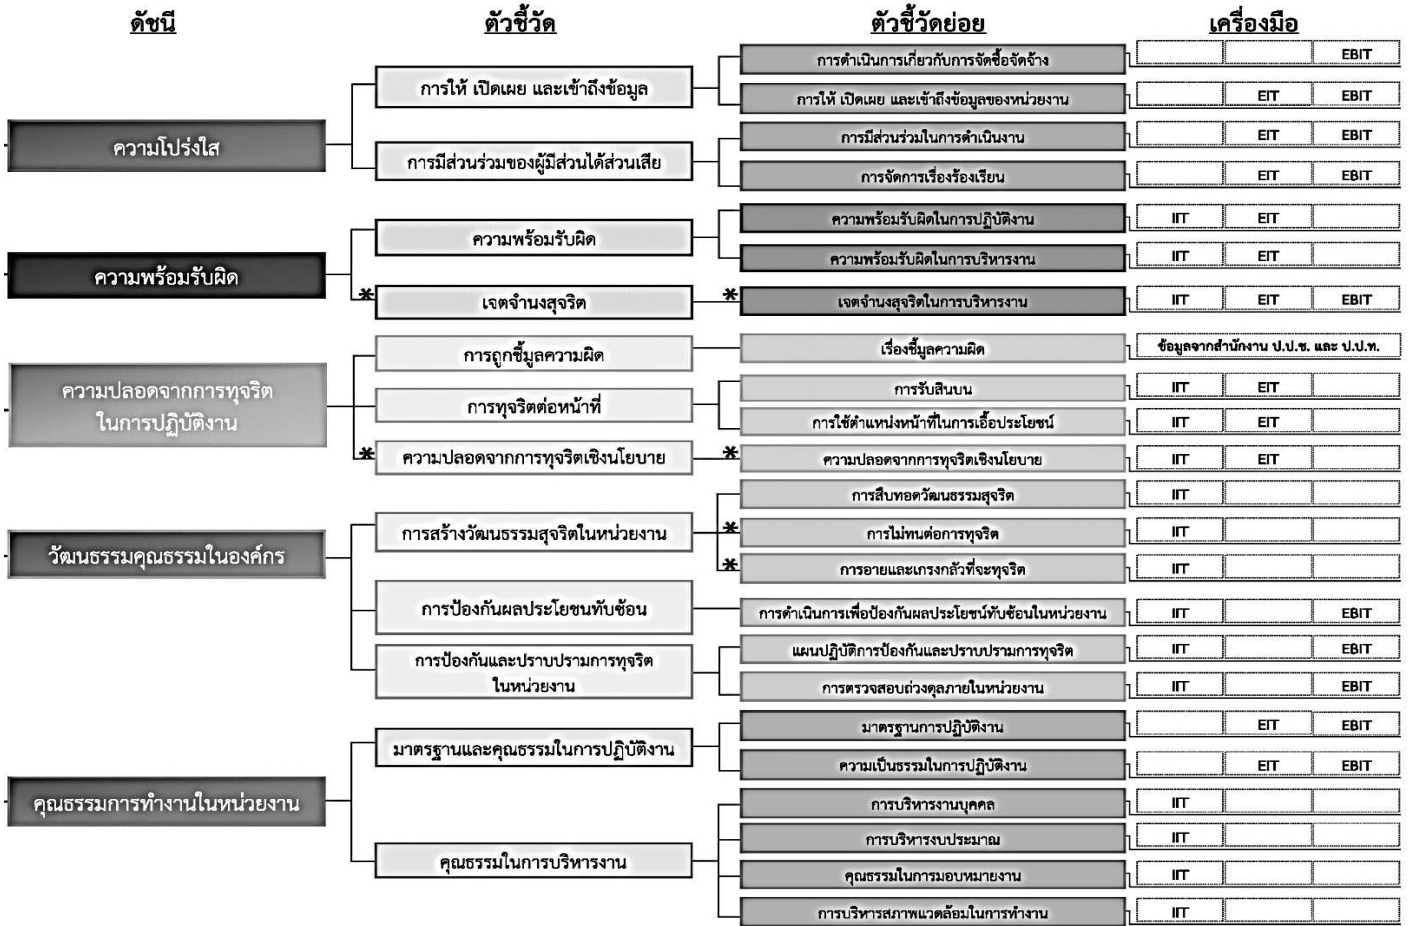 ดัชนี ตัวชี้วัด ตัวชี้วัดย่อย เครื่องมือ
ความโปร่งใส
การให้ เปิดเผย และเข้าถึงข้อมูล
การดำเนินการเกี่ยวกับการจัดซื้อจัดจ้าง EBIT
การให้ เปิดเผย และเข้าถึงข้อมูลของหน่วยงาน EIT EBIT
การมีส่วนร่วมของผู้มีส่วนได้ส่วนเสีย
การมีส่วนร่วมในการดำเนินงาน EIT EBIT
การจัดการเรื่องร้องเรียน EIT EBIT
ความพร้อมรับผิด
ความพร้อมรับผิด
ความพร้อมรับผิดในการปฏิบัติงาน IIT EIT
ความพร้อมรับผิดในการบริหารงาน IIT EIT
* เจตจำนงสุจริต * เจตจำนงสุจริตในการบริหารงาน IIT EIT EBIT
ความปลอดจากการทุจริต
ในการปฏิบัติงาน
การถูกชี้มูลความผิด เรื่องชี้มูลความผิด ข้อมูลจากสำนักงาน ป.ป.ช. และ ป.ป.ท.
การทุจริตต่อหน้าที่
การรับสินบน IIT EIT
การใช้ตำแหน่งหน้าที่ในการเอื้อประโยชน์ IIT EIT
* ความปลอดจากการทุจริตเชิงนโยบาย * ความปลอดจากการทุจริตเชิงนโยบาย IIT EIT
วัฒนธรรมคุณธรรมในองค์กร
การสร้างวัฒนธรรมสุจริตในหน่วยงาน
การสืบทอดวัฒนธรรมสุจริต IIT
* การไม่ทนต่อการทุจริต IIT
* การอายและเกรงกลัวที่จะทุจริต IIT
การป้องกันผลประโยชนทับซ้อน การดำเนินการเพื่อป้องกันผลประโยชน์ทับซ้อนในหน่วยงาน IIT EBIT
การป้องกันและปราบปรามการทุจริต
ในหน่วยงาน
แผนปฏิบัติการป้องกันและปราบปรามการทุจริต IIT EBIT
การตรวจสอบถ่วงดุลภายในหน่วยงาน IIT EBIT
คุณธรรมการทำงานในหน่วยงาน
มาตรฐานและคุณธรรมในการปฏิบัติงาน
มาตรฐานการปฏิบัติงาน EIT EBIT
ความเป็นธรรมในการปฏิบัติงาน EIT EBIT
คุณธรรมในการบริหารงาน
การบริหารงานบุคคล IIT
การบริหารงบประมาณ IIT
คุณธรรมในการมอบหมายงาน IIT
การบริหารสภาพแวดล้อมในการทำงาน IIT